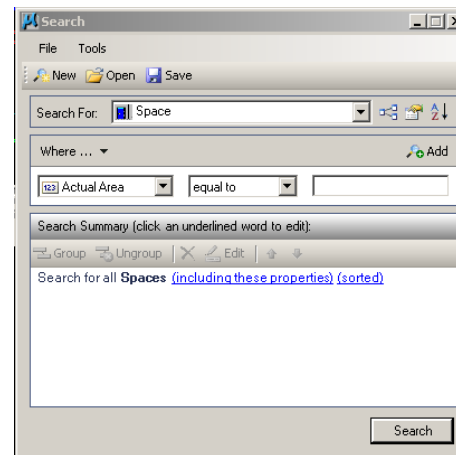 Search
File Tools
New Open Save
Search For: Space
Where ... Add
123 Actual Area equal to
Search Summary (click an underlined word to edit):
Group Ungroup Edit
Search for all Spaces (including these properties) (sorted)
Search